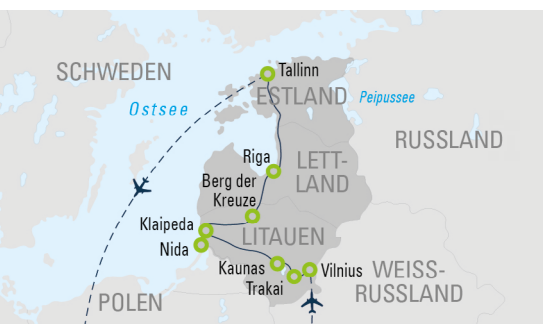 SCHWEDEN
Tallinn
Ostsee
ESTLAND
Peipussee
RUSSLAND
Riga
LETT-
LAND
Berg der
Kreuze
Klaipeda
LITAUEN
Nida
Kaunas
Vilnius
Trakai
WEISS-
RUSSLAND
POLEN